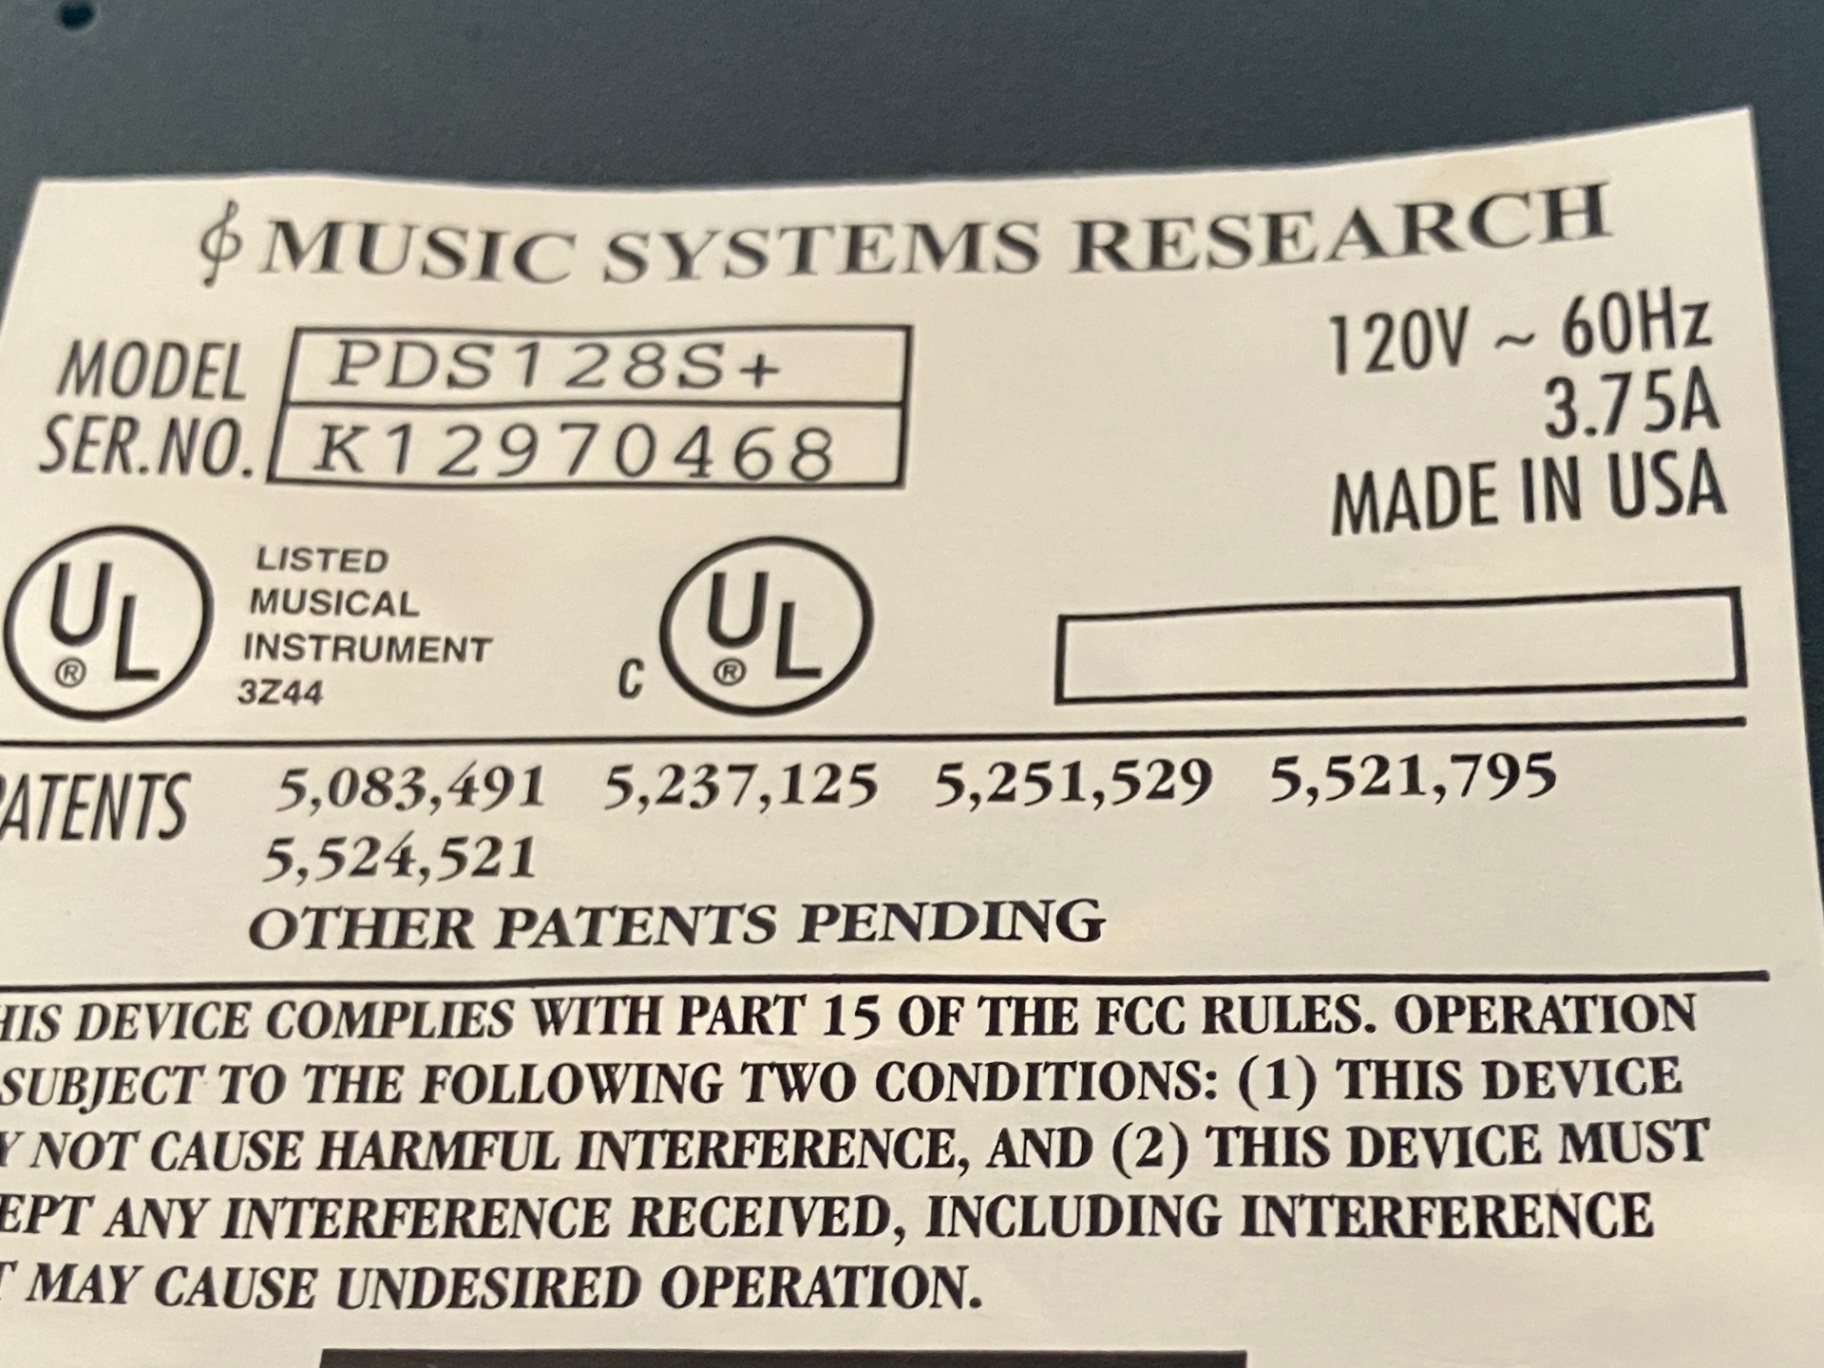 MUSIC SYSTEMS RESEARCH
MODEL PDS128S+
SER.NO. K12970468
120V ~ 60Hz
3.75A
MADE IN USA
UL ®
LISTED
MUSICAL
INSTRUMENT
3Z44
C UL ®
PATENTS 5,083,491 5,237,125 5,251,529 5,521,795
5,524,521
OTHER PATENTS PENDING
HIS DEVICE COMPLIES WITH PART 15 OF THE FCC RULES. OPERATION
SUBJECT TO THE FOLLOWING TWO CONDITIONS: (1) THIS DEVICE
Y NOT CAUSE HARMFUL INTERFERENCE, AND (2) THIS DEVICE MUST
EPT ANY INTERFERENCE RECEIVED, INCLUDING INTERFERENCE
T MAY CAUSE UNDESIRED OPERATION.